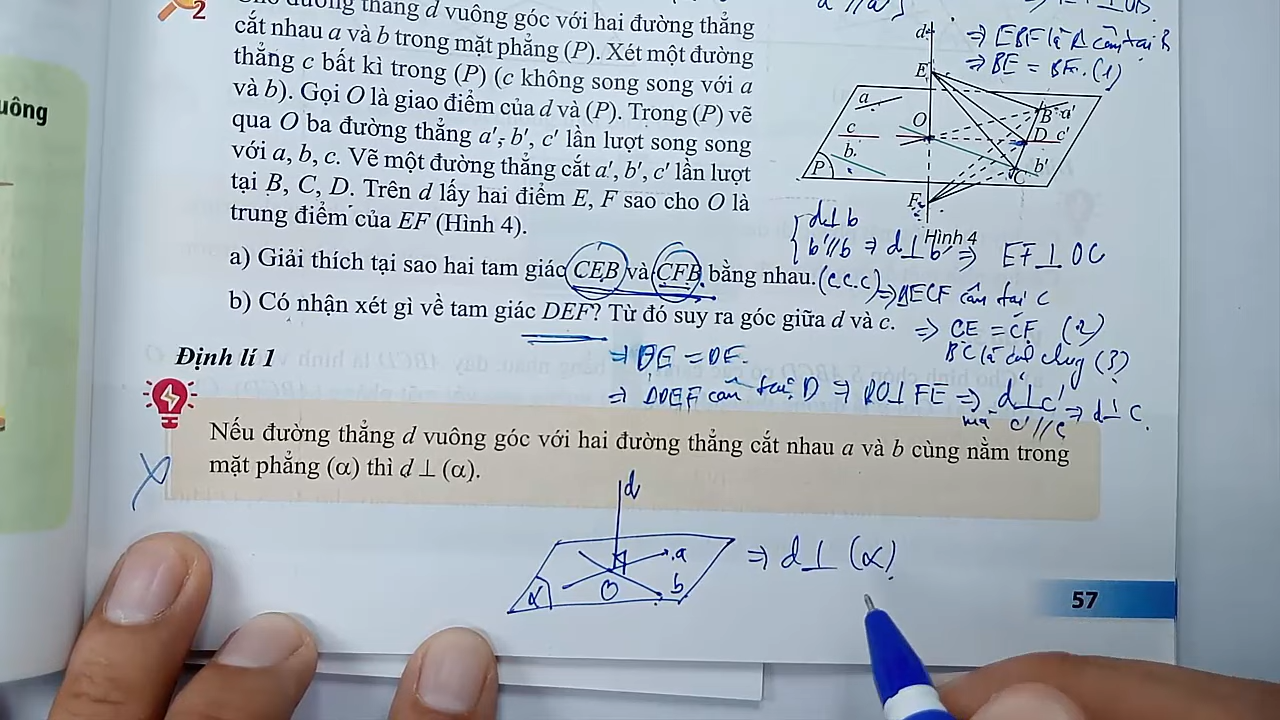 2
Cho đường thẳng d vuông góc với hai đường thẳng
cắt nhau a và b trong mặt phẳng (P). Xét một đường
thẳng c bất kì trong (P) (c không song song với a
và b). Gọi O là giao điểm của d và (P). Trong (P) vẽ
qua O ba đường thẳng a′, b′, c′ lần lượt song song
với a, b, c. Vẽ một đường thẳng cắt a′, b′, c′ lần lượt
tại B, C, D. Trên d lấy hai điểm E, F sao cho O là
trung điểm của EF (Hình 4).
a) Giải thích tại sao hai tam giác CEB và CFB bằng nhau. (c.c.c)
b) Có nhận xét gì về tam giác DEF? Từ đó suy ra góc giữa d và c.
⇒ EBF là Δ cân tại B
⇒ BE = BF. (1)
d
E
a
B a′
O
c
D c′
b
b′
P
C
F
Hình 4
d⊥b
b′//b ⇒ d⊥b′ ⇒ EF⊥OC
⇒ ΔECF cân tại C
⇒ CE = CF (2)
BC là cạnh chung (3)
⇒ DE = DF.
⇒ ΔDEF cân tại D ⇒ DO⊥FE ⇒ d⊥c′ ⇒ d⊥c.
mà c′//c
uông
Định lí 1
Nếu đường thẳng d vuông góc với hai đường thẳng cắt nhau a và b cùng nằm trong
mặt phẳng (α) thì d ⊥ (α).
d
a
b
O
α
⇒ d⊥(α)
57